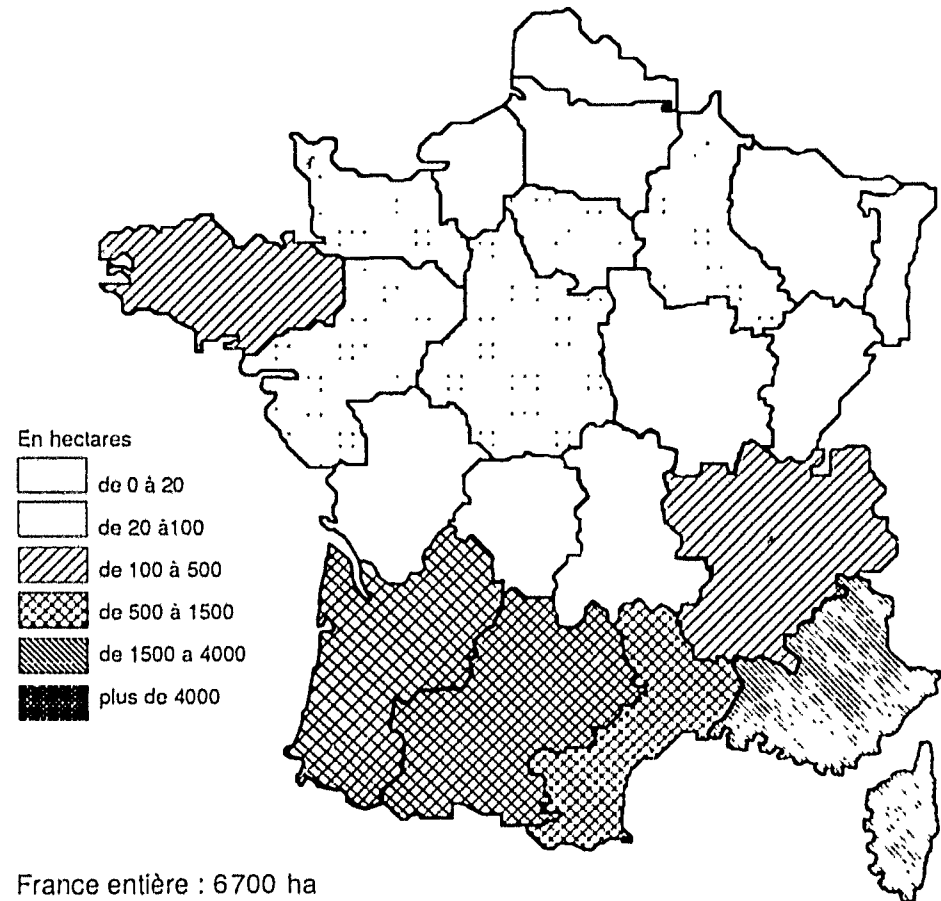 En hectares
de 0 à 20
de 20 à100
de 100 à 500
de 500 à 1500
de 1500 a 4000
plus de 4000
France entière : 6700 ha